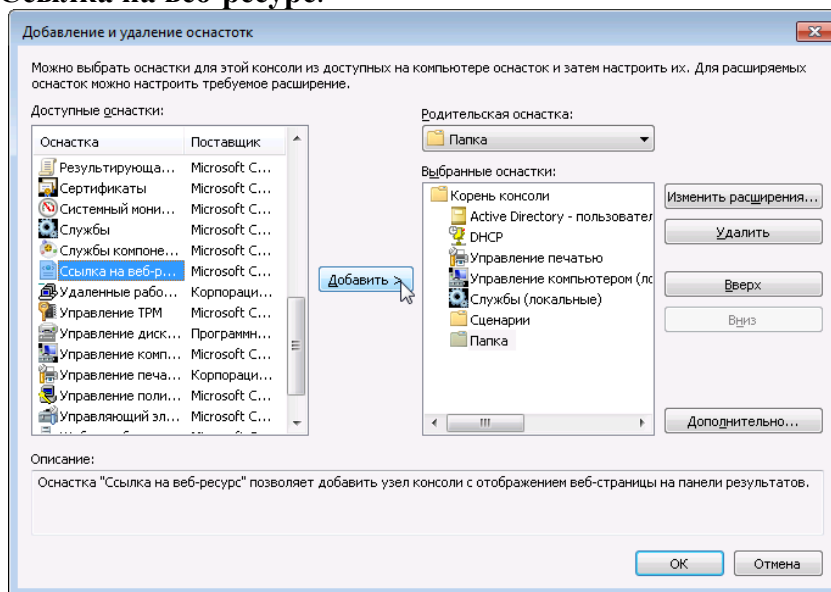 Ссылка на веб-ресурс.
Добавление и удаление оснастотк
Можно выбрать оснастки для этой консоли из доступных на компьютере оснасток и затем настроить их. Для расширяемых
оснасток можно настроить требуемое расширение.
Доступные оснастки:
Родительская оснастка:
Папка
Оснастка Поставщик
Результирующа... Microsoft C...
Сертификаты Microsoft C...
Системный мони... Microsoft C...
Службы Microsoft C...
Службы компоне... Microsoft C...
Ссылка на веб-р... Microsoft C...
Удаленные рабо... Корпораци...
Управление TPM Microsoft C...
Управление диск... Программн...
Управление комп... Microsoft C...
Управление печа... Корпораци...
Управление поли... Microsoft C...
Управляющий эл... Microsoft C...
Добавить >
Выбранные оснастки:
Корень консоли
Active Directory - пользовател
DHCP
Управление печатью
Управление компьютером (лс
Службы (локальные)
Сценарии
Папка
Изменить расширения...
Удалить
Вверх
Вниз
Дополнительно...
Описание:
Оснастка "Ссылка на веб-ресурс" позволяет добавить узел консоли с отображением веб-страницы на панели результатов.
ОК Отмена